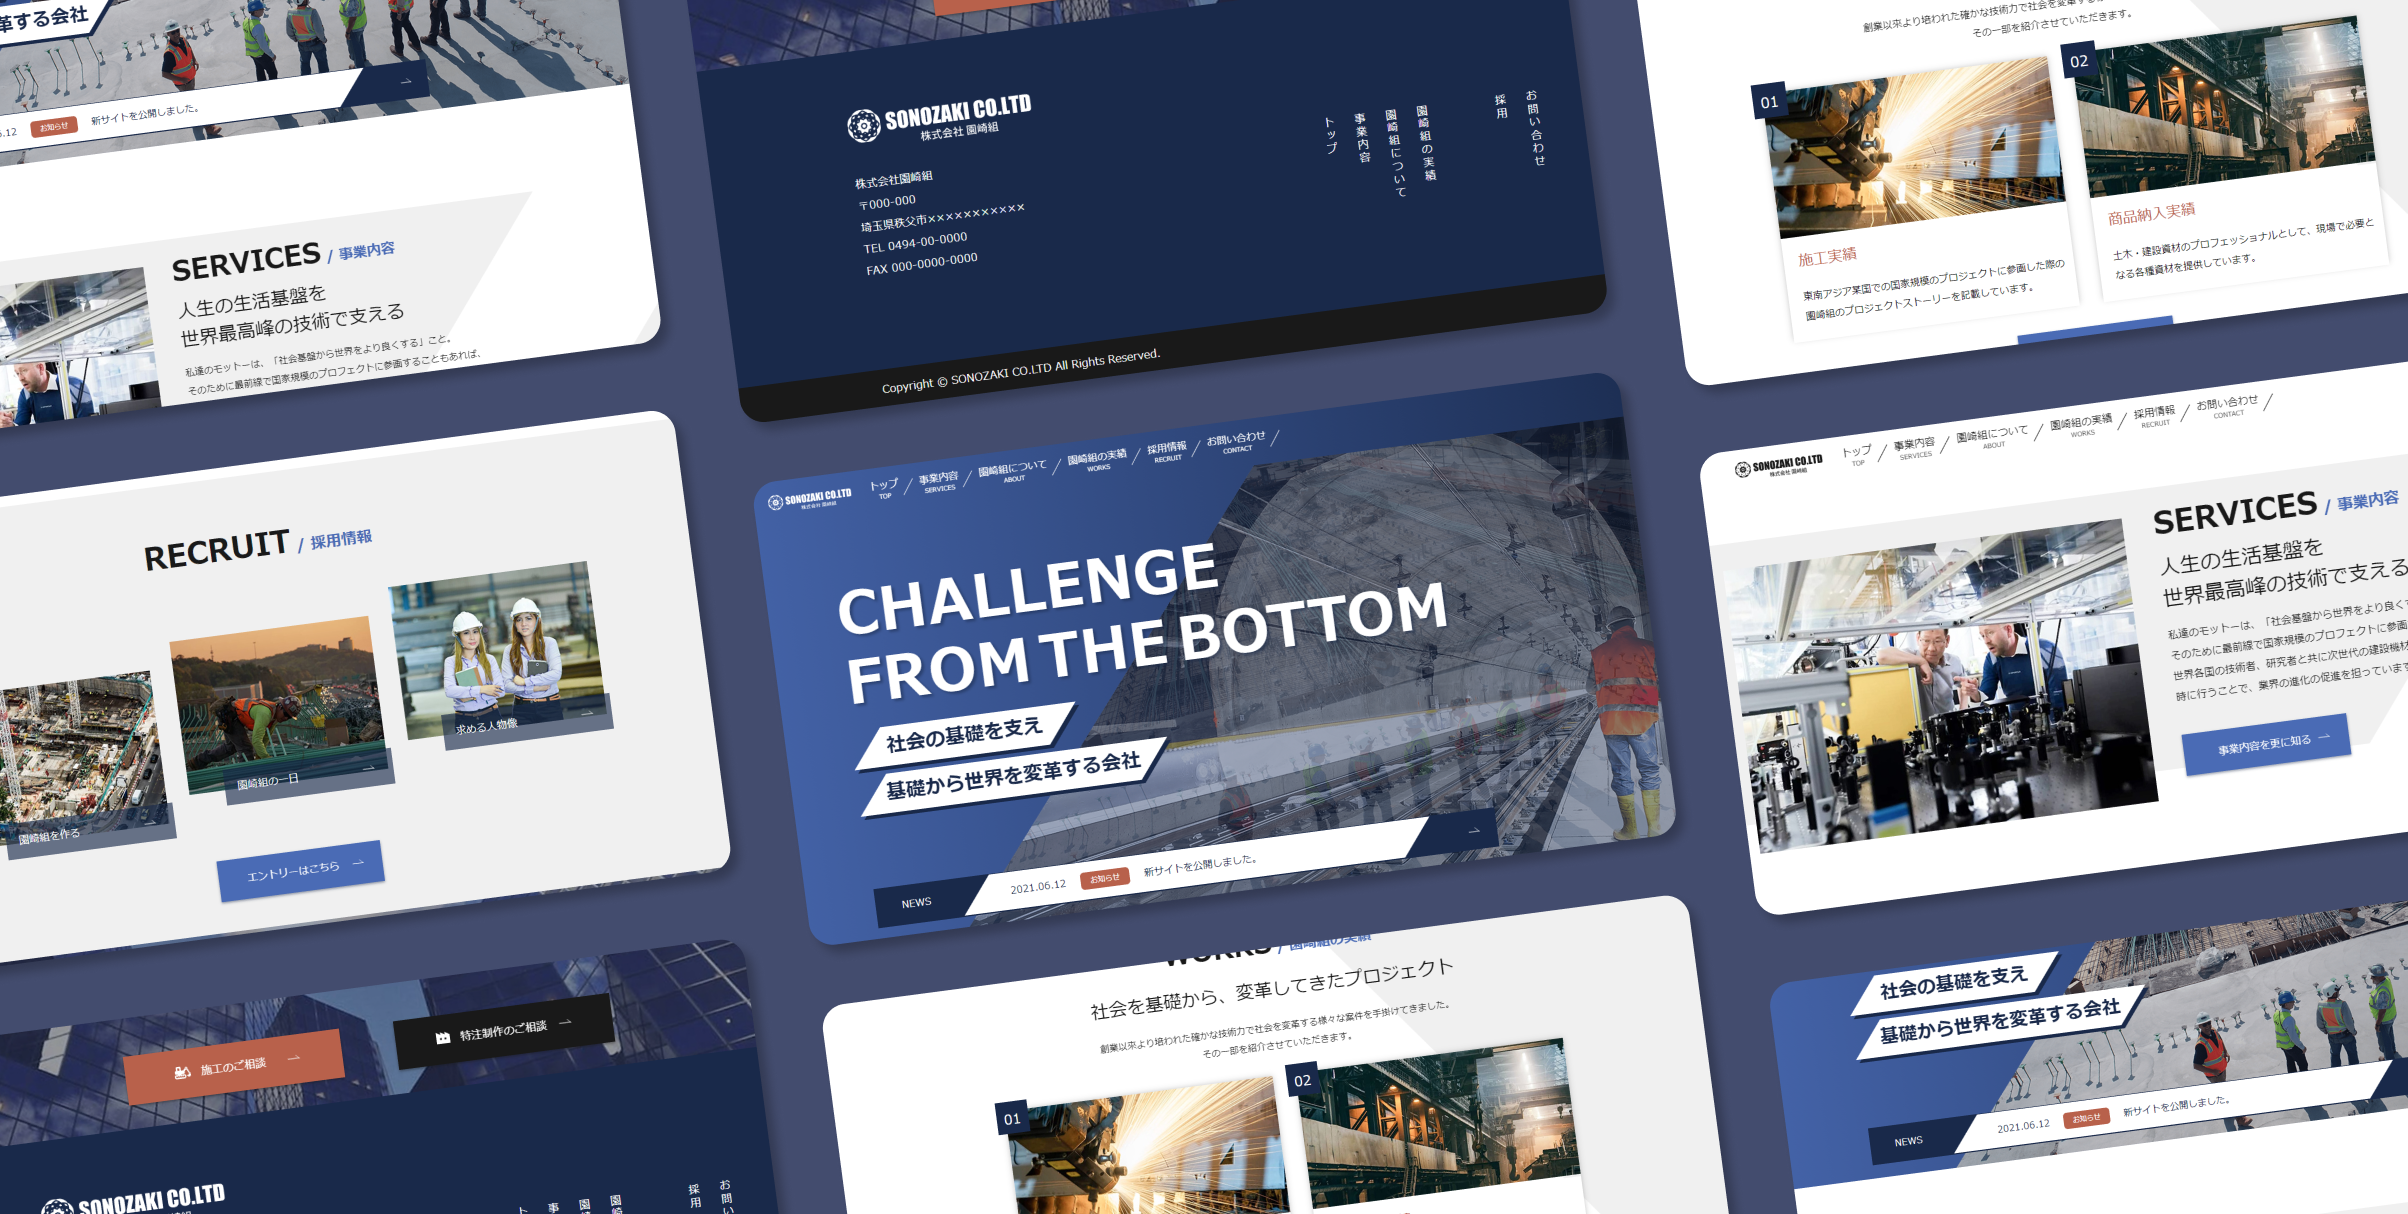 革する会社
新サイトを公開しました。
お知らせ
.12
SERVICES / 事業内容
人生の生活基盤を
世界最高峰の技術で支える
私達のモットーは、「社会基盤から世界をより良くする」こと。
そのために最前線で国家規模のプロフェクトに参画することもあれば、
SONOZAKI CO.LTD
株式会社 園崎組
株式会社園崎組
〒000-000
埼玉県秩父市×××××××××××
TEL 0494-00-0000
FAX 000-0000-0000
トップ
事業内容
園崎組について
園崎組の実績
採用
お問い合わせ
Copyright © SONOZAKI CO.LTD All Rights Reserved.
創業以来より培われた確かな技術力で社会を変革する
その一部を紹介させていただきます。
01
施工実績
東南アジア某国での国家規模のプロジェクトに参画した際の
園崎組のプロジェクトストーリーを記載しています。
02
商品納入実績
土木・建設資材のプロフェッショナルとして、現場で必要と
なる各種資材を提供しています。
RECRUIT / 採用情報
園崎組を作る
園崎組の一日
求める人物像
エントリーはこちら
SONOZAKI CO.LTD
株式会社 園崎組
トップ
TOP
事業内容
SERVICES
園崎組について
ABOUT
園崎組の実績
WORKS
採用情報
RECRUIT
お問い合わせ
CONTACT
CHALLENGE
FROM THE BOTTOM
社会の基礎を支え
基礎から世界を変革する会社
NEWS
2021.06.12
お知らせ
新サイトを公開しました。
SONOZAKI CO.LTD
株式会社 園崎組
トップ
TOP
事業内容
SERVICES
園崎組について
ABOUT
園崎組の実績
WORKS
採用情報
RECRUIT
お問い合わせ
CONTACT
SERVICES / 事業内容
人生の生活基盤を
世界最高峰の技術で支える
私達のモットーは、「社会基盤から世界をより良く
そのために最前線で国家規模のプロフェクトに参画
世界各国の技術者、研究者と共に次世代の建設機材
時に行うことで、業界の進化の促進を担っています
事業内容を更に知る
施工のご相談
特注制作のご相談
SONOZAKI CO.LTD
ト
事
園
園崎
採用
お問い
WORKS / 園崎組の実績
社会を基礎から、変革してきたプロジェクト
創業以来より培われた確かな技術力で社会を変革する様々な案件を手掛けてきました。
その一部を紹介させていただきます。
01
02
社会の基礎を支え
基礎から世界を変革する会社
NEWS
2021.06.12
お知らせ
新サイトを公開しました。